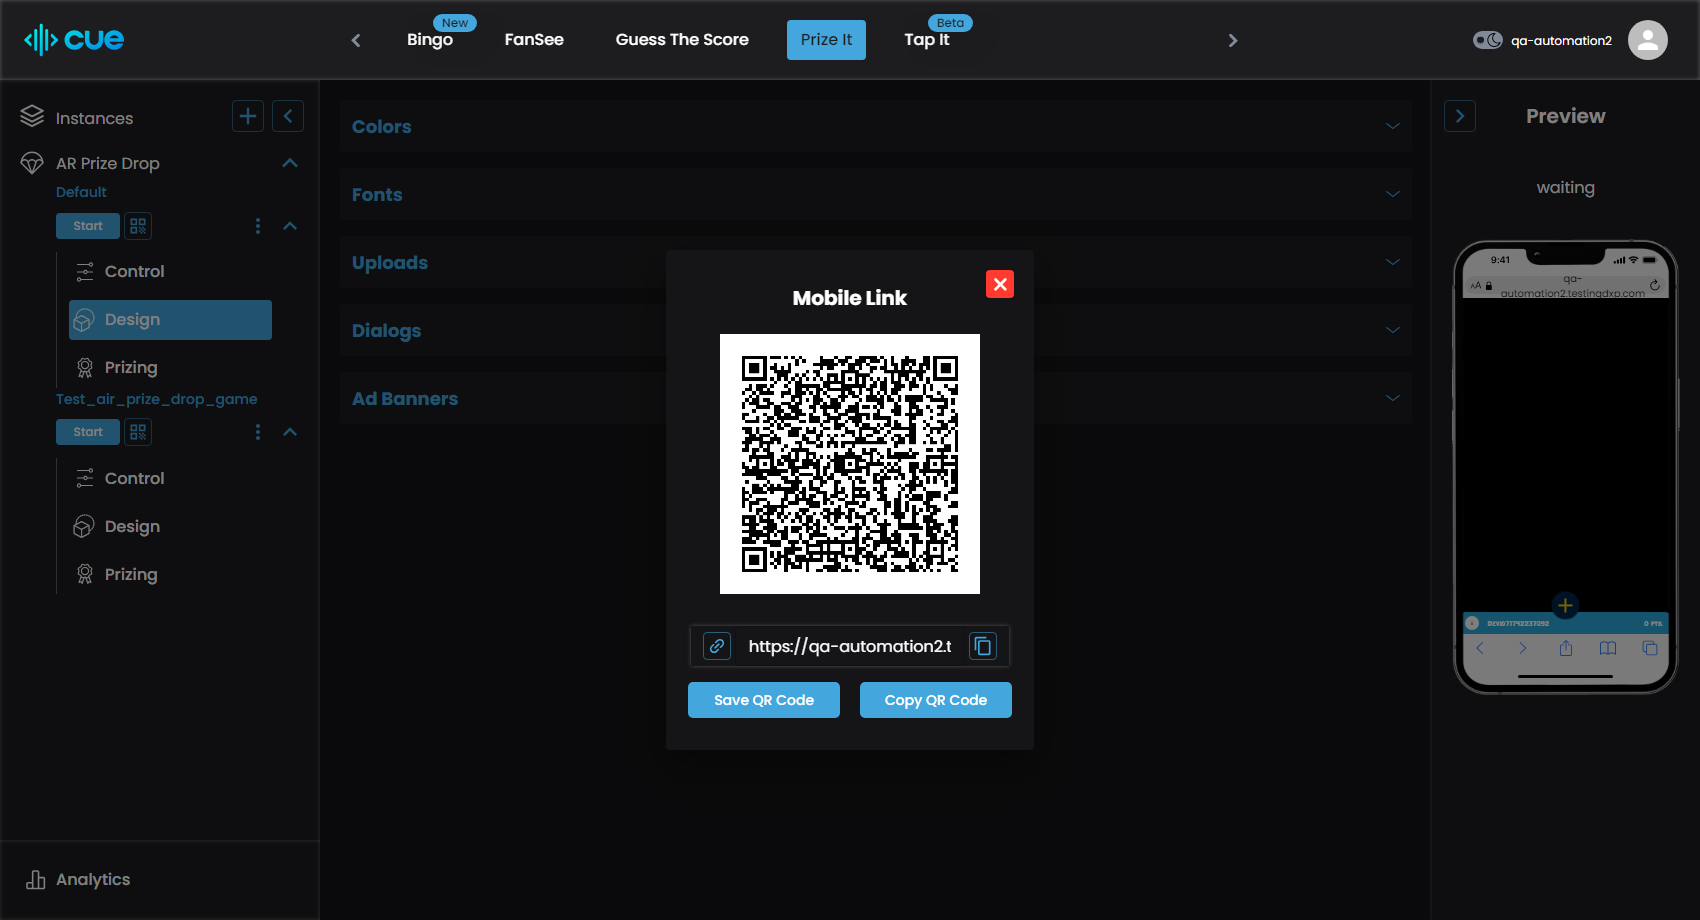 cue
New
Bingo
FanSee
Guess The Score
Prize It
Beta
Tap It
qa-automation2
Instances
AR Prize Drop
Default
Start
Control
Design
Prizing
Test_air_prize_drop_game
Start
Control
Design
Prizing
Analytics
Colors
Fonts
Uploads
Dialogs
Ad Banners
Mobile Link
https://qa-automation2.t
Save QR Code
Copy QR Code
Preview
waiting
9:41
AA
qa-
automation2.testingdxp.com
0 PTS.